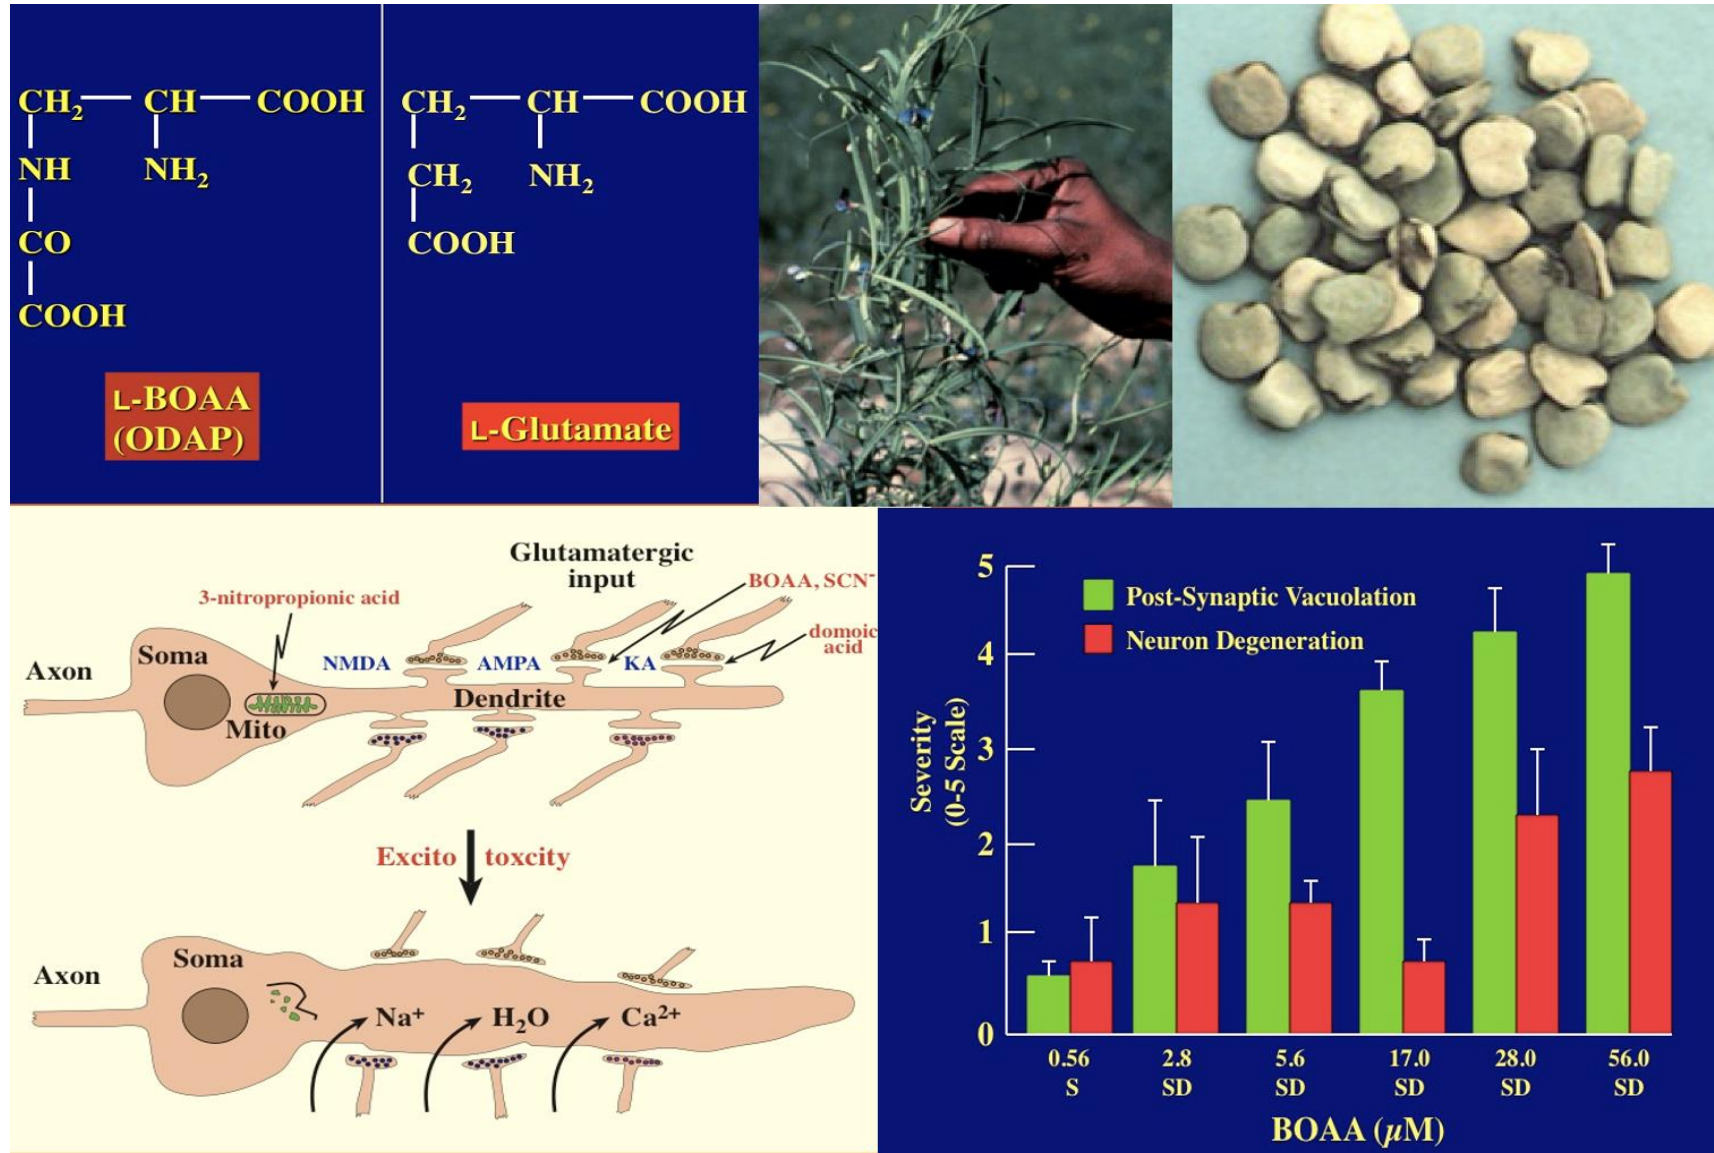 CH₂ — CH — COOH
NH NH₂
CO
COOH
L-BOAA
(ODAP)
CH₂ — CH — COOH
CH₂ NH₂
COOH
L-Glutamate
Glutamatergic
input
BOAA, SCN⁻
3-nitropropionic acid
domoic
acid
Soma
NMDA AMPA KA
Axon
Dendrite
Mito
Excito toxcity
Soma
Axon
Na⁺ H₂O Ca²⁺
Post-Synaptic Vacuolation
Neuron Degeneration
Severity
(0-5 Scale)
5
4
3
2
1
0
0.56 2.8 5.6 17.0 28.0 56.0
S SD SD SD SD SD
BOAA (µM)